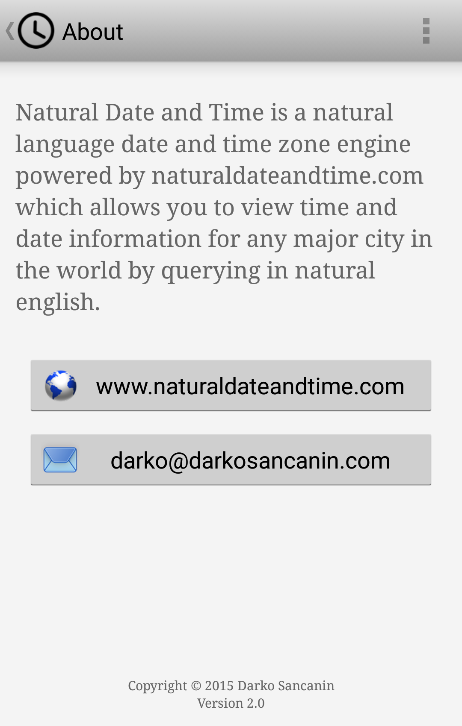 About
Natural Date and Time is a natural
language date and time zone engine
powered by naturaldateandtime.com
which allows you to view time and
date information for any major city in
the world by querying in natural
english.
www.naturaldateandtime.com
darko@darkosancanin.com
Copyright © 2015 Darko Sancanin
Version 2.0